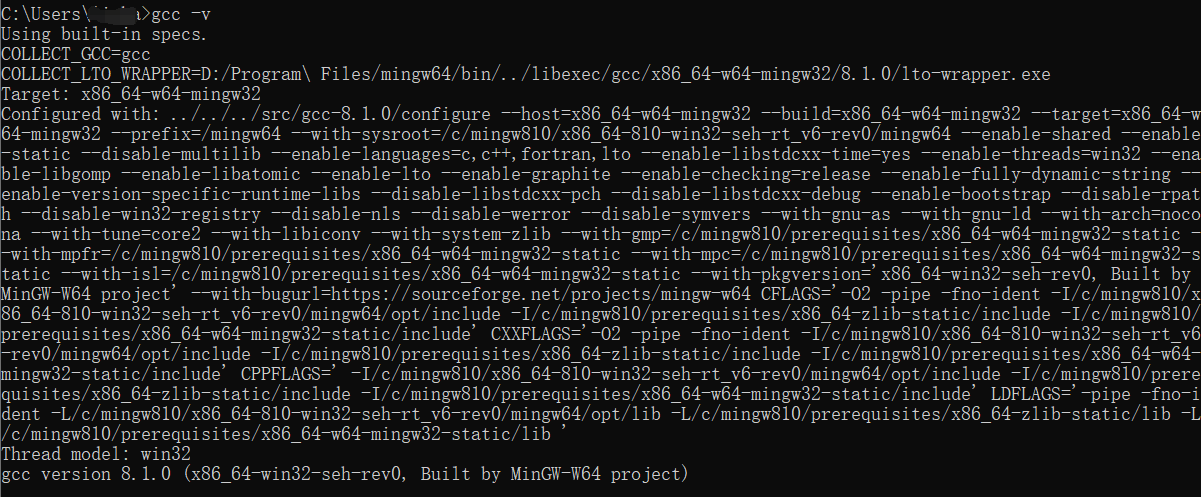 C:\Users\     a>gcc -v
Using built-in specs.
COLLECT_GCC=gcc
COLLECT_LTO_WRAPPER=D:/Program\ Files/mingw64/bin/../libexec/gcc/x86_64-w64-mingw32/8.1.0/lto-wrapper.exe
Target: x86_64-w64-mingw32
Configured with: ../../../src/gcc-8.1.0/configure --host=x86_64-w64-mingw32 --build=x86_64-w64-mingw32 --target=x86_64-w
64-mingw32 --prefix=/mingw64 --with-sysroot=/c/mingw810/x86_64-810-win32-seh-rt_v6-rev0/mingw64 --enable-shared --enable
-static --disable-multilib --enable-languages=c,c++,fortran,lto --enable-libstdcxx-time=yes --enable-threads=win32 --ena
ble-libgomp --enable-libatomic --enable-lto --enable-graphite --enable-checking=release --enable-fully-dynamic-string --
enable-version-specific-runtime-libs --disable-libstdcxx-pch --disable-libstdcxx-debug --enable-bootstrap --disable-rpat
h --disable-win32-registry --disable-nls --disable-werror --disable-symvers --with-gnu-as --with-gnu-ld --with-arch=noco
na --with-tune=core2 --with-libiconv --with-system-zlib --with-gmp=/c/mingw810/prerequisites/x86_64-w64-mingw32-static -
-with-mpfr=/c/mingw810/prerequisites/x86_64-w64-mingw32-static --with-mpc=/c/mingw810/prerequisites/x86_64-w64-mingw32-s
tatic --with-isl=/c/mingw810/prerequisites/x86_64-w64-mingw32-static --with-pkgversion='x86_64-win32-seh-rev0, Built by
MinGW-W64 project' --with-bugurl=https://sourceforge.net/projects/mingw-w64 CFLAGS='-O2 -pipe -fno-ident -I/c/mingw810/x
86_64-810-win32-seh-rt_v6-rev0/mingw64/opt/include -I/c/mingw810/prerequisites/x86_64-zlib-static/include -I/c/mingw810/
prerequisites/x86_64-w64-mingw32-static/include' CXXFLAGS='-O2 -pipe -fno-ident -I/c/mingw810/x86_64-810-win32-seh-rt_v6
-rev0/mingw64/opt/include -I/c/mingw810/prerequisites/x86_64-zlib-static/include -I/c/mingw810/prerequisites/x86_64-w64-
mingw32-static/include' CPPFLAGS=' -I/c/mingw810/x86_64-810-win32-seh-rt_v6-rev0/mingw64/opt/include -I/c/mingw810/prere
quisites/x86_64-zlib-static/include -I/c/mingw810/prerequisites/x86_64-w64-mingw32-static/include' LDFLAGS='-pipe -fno-i
dent -L/c/mingw810/x86_64-810-win32-seh-rt_v6-rev0/mingw64/opt/lib -L/c/mingw810/prerequisites/x86_64-zlib-static/lib -L
/c/mingw810/prerequisites/x86_64-w64-mingw32-static/lib '
Thread model: win32
gcc version 8.1.0 (x86_64-win32-seh-rev0, Built by MinGW-W64 project)